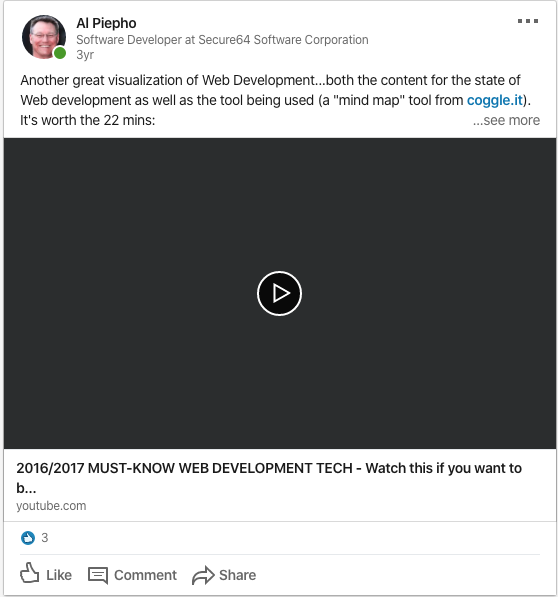 Al Piepho
Software Developer at Secure64 Software Corporation
3yr
Another great visualization of Web Development...both the content for the state of
Web development as well as the tool being used (a "mind map" tool from coggle.it).
It's worth the 22 mins:
...see more
2016/2017 MUST-KNOW WEB DEVELOPMENT TECH - Watch this if you want to
b...
youtube.com
3
Like Comment Share